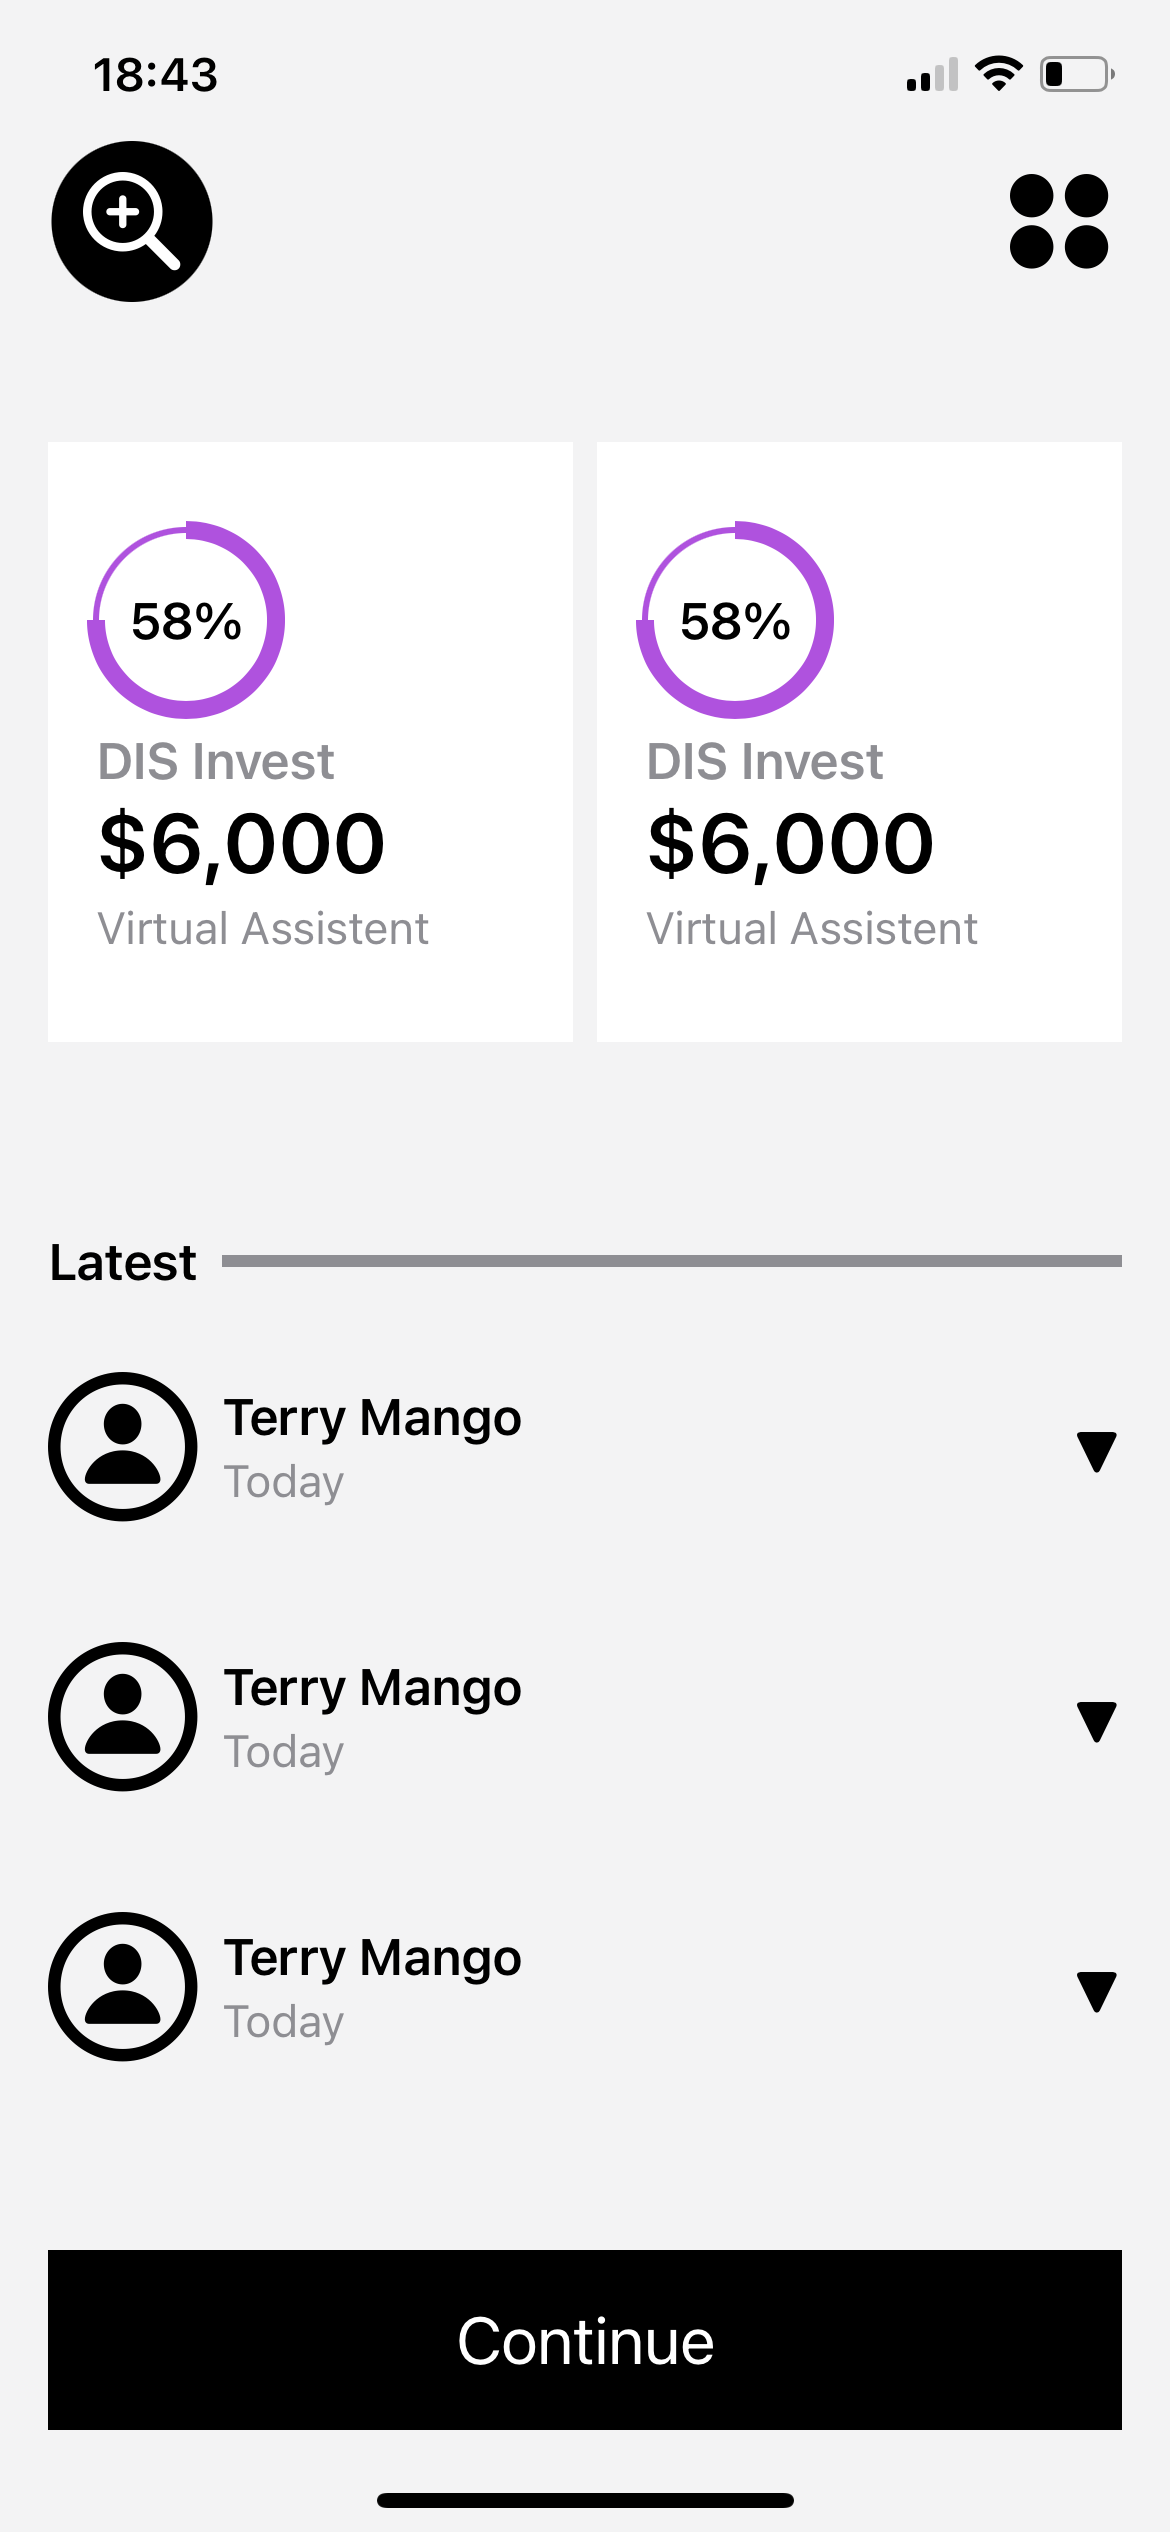 18:43
58%
DIS Invest
$6,000
Virtual Assistent
58%
DIS Invest
$6,000
Virtual Assistent
Latest
Terry Mango
Today
Terry Mango
Today
Terry Mango
Today
Continue